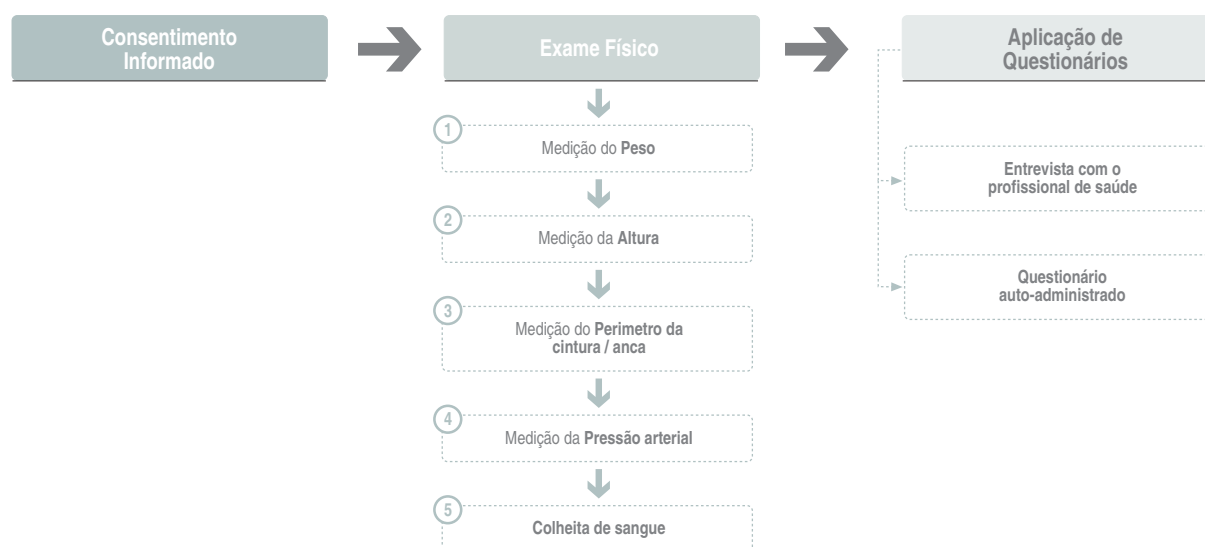 Consentimento
Informado
Exame Físico
1
Medição do Peso
2
Medição da Altura
3
Medição do Perimetro da
cintura / anca
4
Medição da Pressão arterial
5
Colheita de sangue
Aplicação de
Questionários
Entrevista com o
profissional de saúde
Questionário
auto-administrado